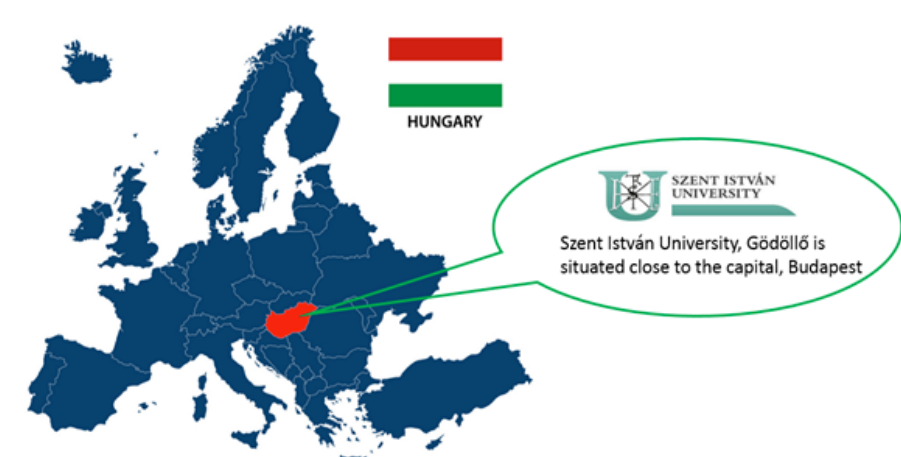 HUNGARY
SZENT ISTVÁN
UNIVERSITY
Szent István University, Gödöllő is
situated close to the capital, Budapest